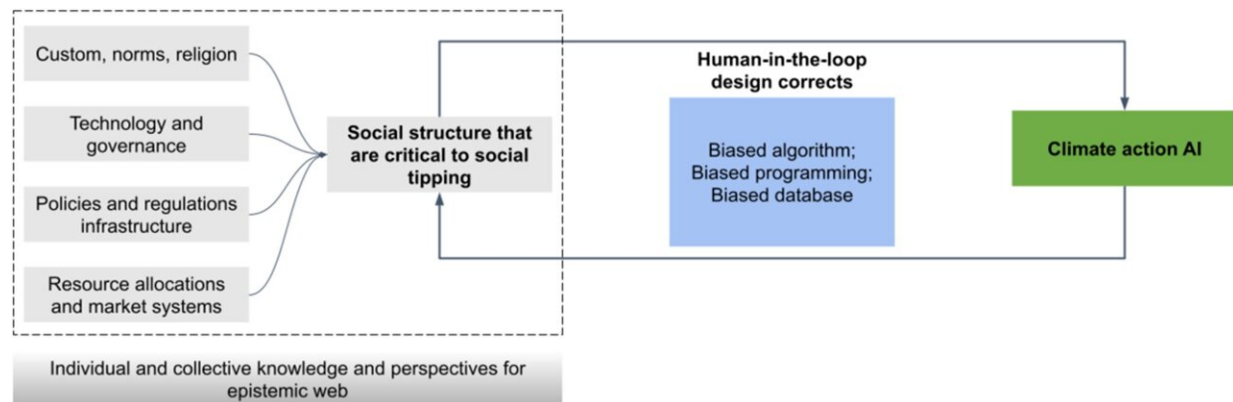 Custom, norms, religion
Technology and
governance
Policies and regulations
infrastructure
Resource allocations
and market systems
Social structure that
are critical to social
tipping
Human-in-the-loop
design corrects
Biased algorithm;
Biased programming;
Biased database
Climate action AI
Individual and collective knowledge and perspectives for
epistemic web